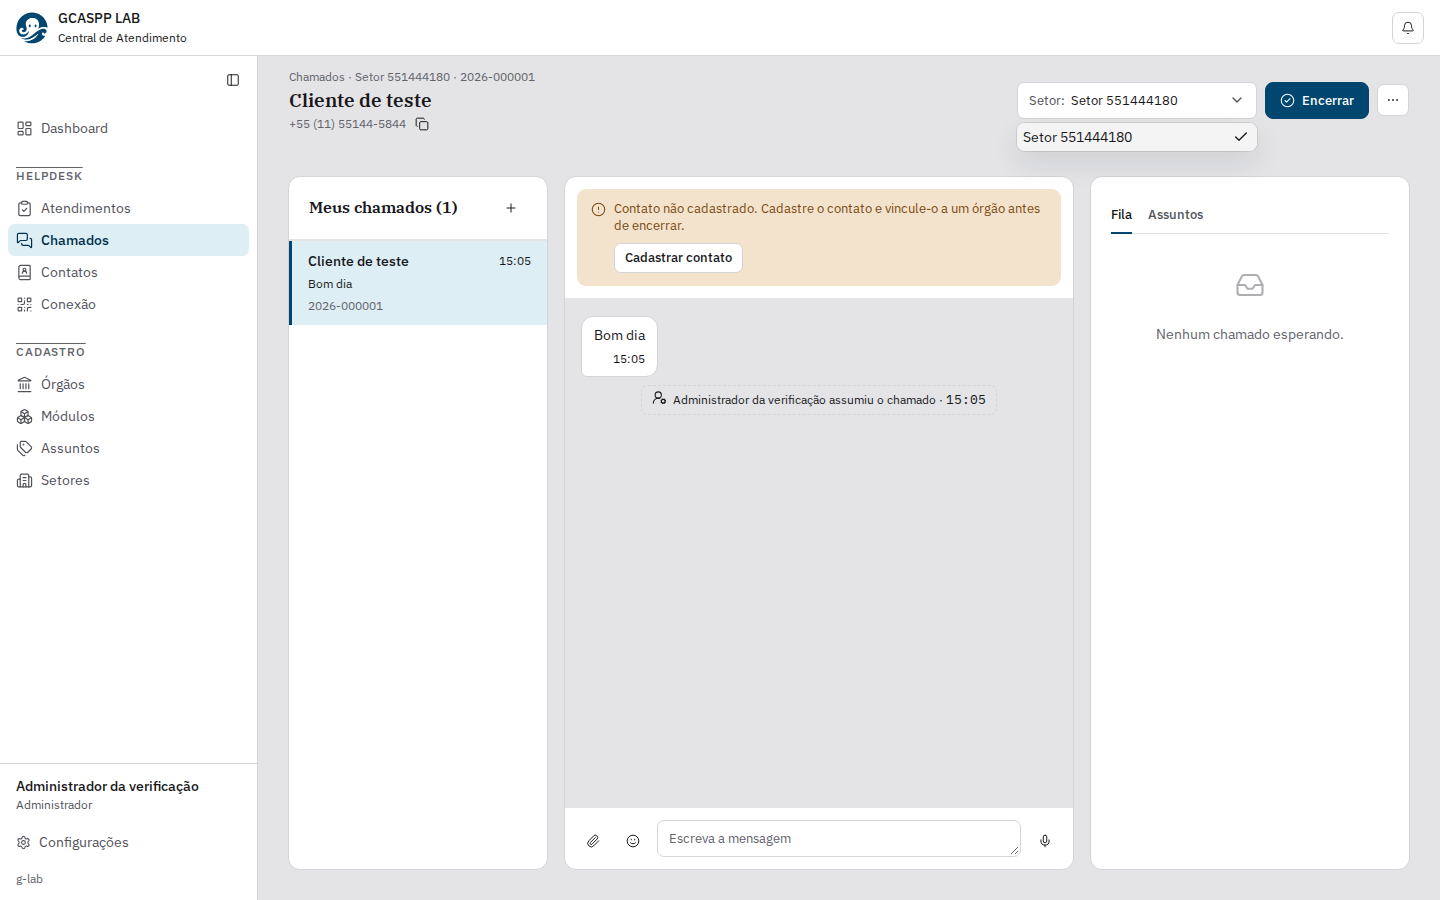 GCASPP LAB
Central de Atendimento
Dashboard
HELPDESK
Atendimentos
Chamados
Contatos
Conexão
CADASTRO
Órgãos
Módulos
Assuntos
Setores
Administrador da verificação
Administrador
Configurações
g-lab
Chamados · Setor 551444180 · 2026-000001
Cliente de teste
+55 (11) 55144-5844
Setor: Setor 551444180
Encerrar
Setor 551444180
Meus chamados (1)
Cliente de teste 15:05
Bom dia
2026-000001
Contato não cadastrado. Cadastre o contato e vincule-o a um órgão antes
de encerrar.
Cadastrar contato
Bom dia
15:05
Administrador da verificação assumiu o chamado · 15:05
Escreva a mensagem
Fila Assuntos
Nenhum chamado esperando.